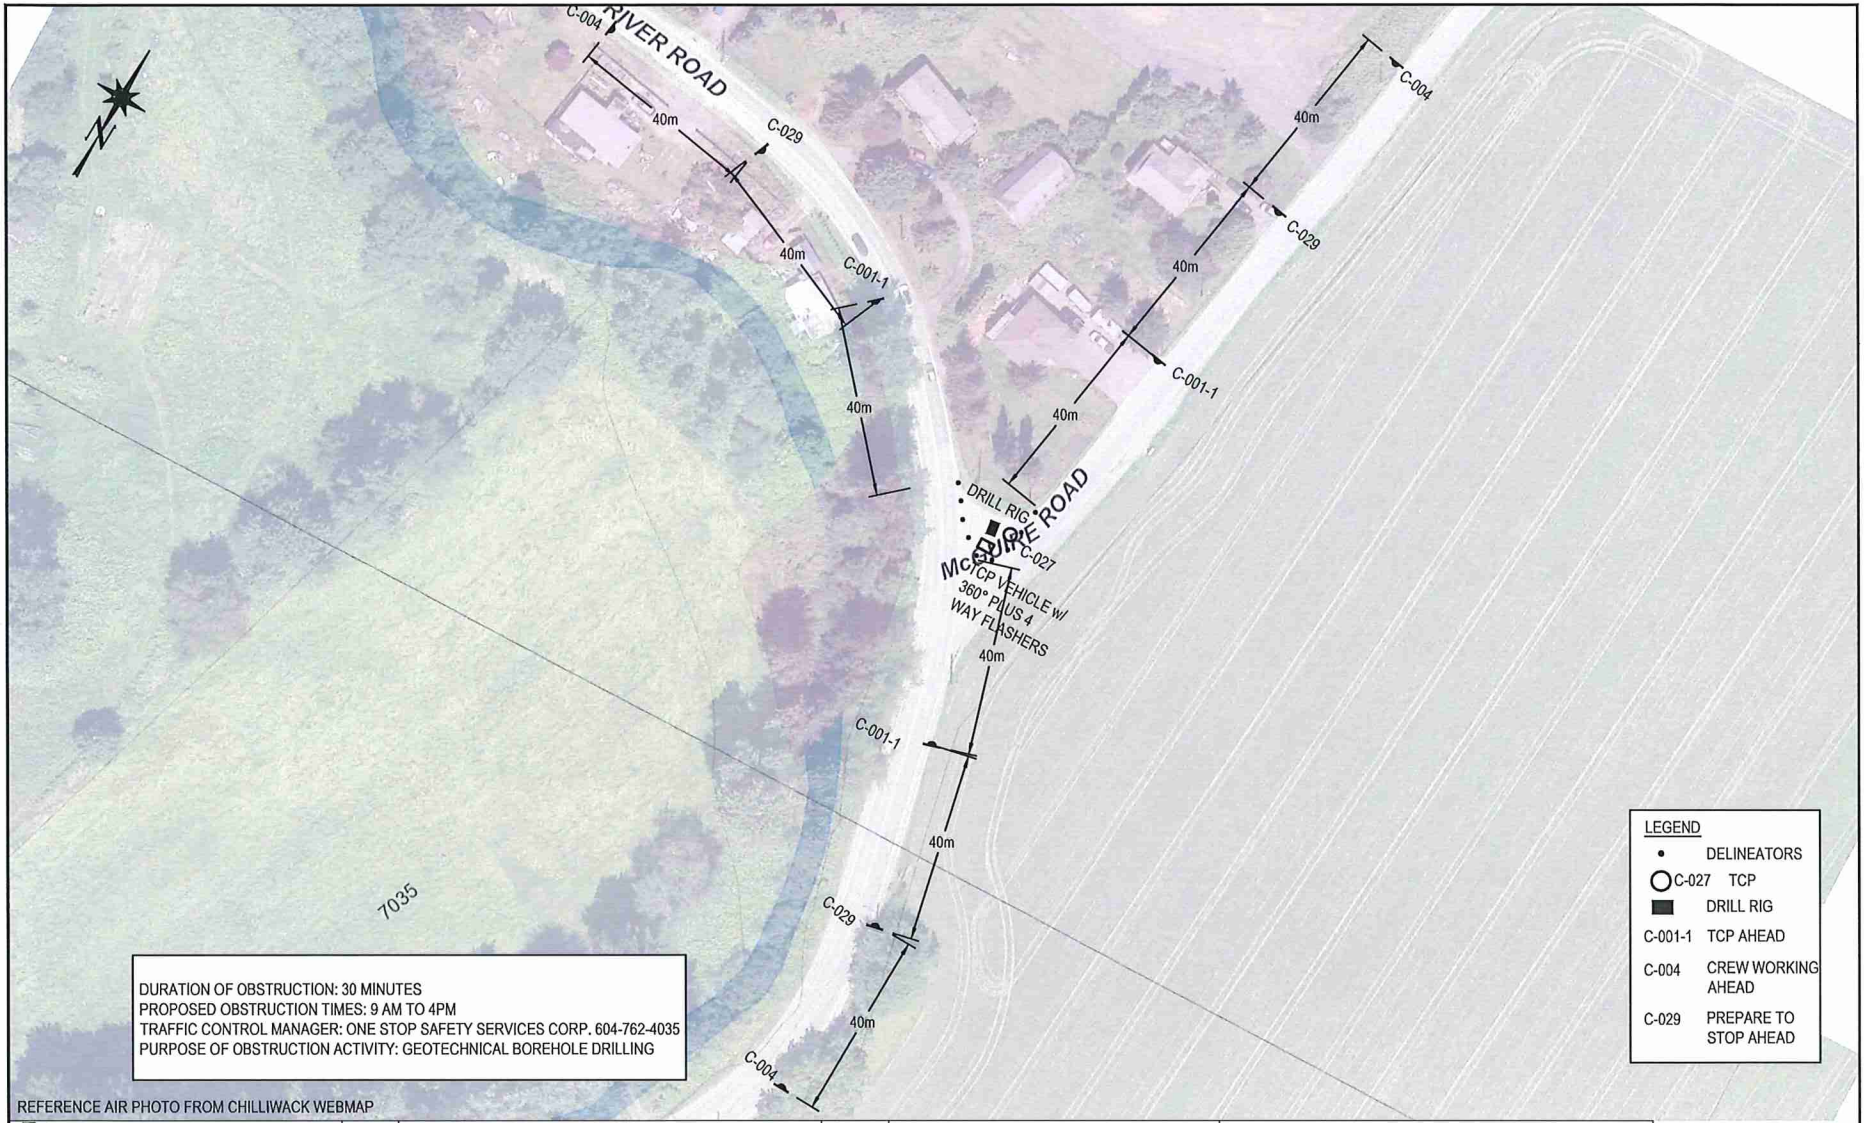 C-004
RIVER ROAD
40m
C-029
40m
C-001-1
40m
C-004
40m
C-029
40m
C-001-1
40m
DRILL RIG
McGUIRE ROAD
C-027
TCP VEHICLE w/
360° PLUS 4
WAY FLASHERS
40m
C-001-1
40m
C-029
40m
C-004
7035
N
LEGEND
DELINEATORS
C-027 TCP
DRILL RIG
C-001-1 TCP AHEAD
C-004 CREW WORKING
AHEAD
C-029 PREPARE TO
STOP AHEAD
DURATION OF OBSTRUCTION: 30 MINUTES
PROPOSED OBSTRUCTION TIMES: 9 AM TO 4PM
TRAFFIC CONTROL MANAGER: ONE STOP SAFETY SERVICES CORP. 604-762-4035
PURPOSE OF OBSTRUCTION ACTIVITY: GEOTECHNICAL BOREHOLE DRILLING
REFERENCE AIR PHOTO FROM CHILLIWACK WEBMAP